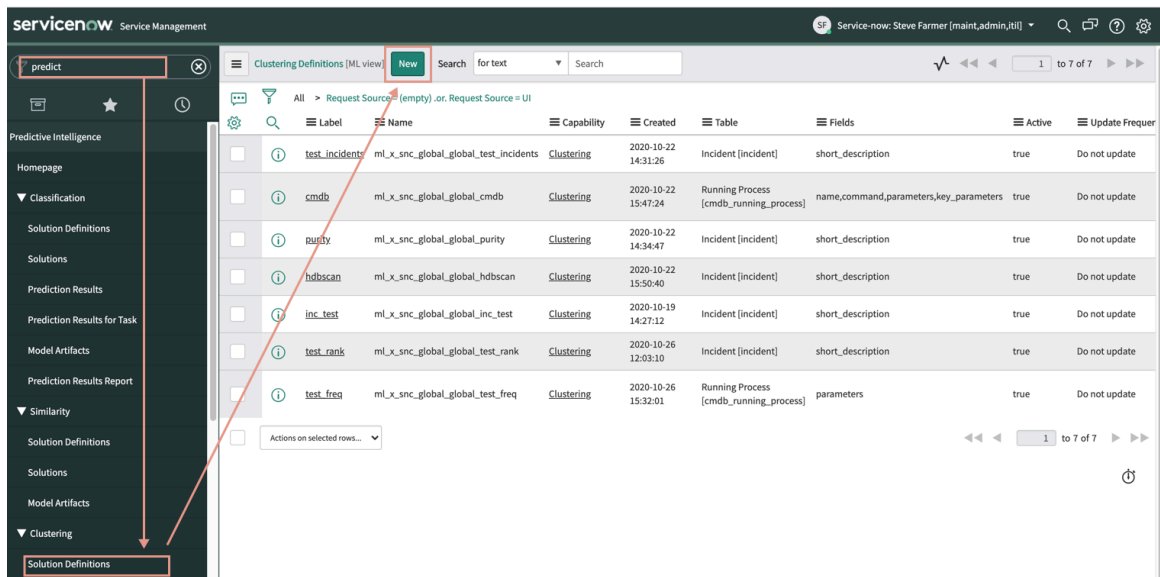 servicenow Service Management
SF Service-now: Steve Farmer [maint,admin,itil]
predict
Predictive Intelligence
Homepage
Classification
Solution Definitions
Solutions
Prediction Results
Prediction Results for Task
Model Artifacts
Prediction Results Report
Similarity
Solution Definitions
Solutions
Model Artifacts
Clustering
Solution Definitions
Clustering Definitions [ML view] New Search for text Search 1 to 7 of 7
All > Request Source = (empty) .or. Request Source = UI
Label Name Capability Created Table Fields Active Update Frequen
test_incidents ml_x_snc_global_global_test_incidents Clustering 2020-10-22 14:31:26 Incident [incident] short_description true Do not update
cmdb ml_x_snc_global_global_cmdb Clustering 2020-10-22 15:47:24 Running Process [cmdb_running_process] name,command,parameters,key_parameters true Do not update
purity ml_x_snc_global_global_purity Clustering 2020-10-22 14:34:47 Incident [incident] short_description true Do not update
hdbscan ml_x_snc_global_global_hdbscan Clustering 2020-10-22 15:50:40 Incident [incident] short_description true Do not update
inc_test ml_x_snc_global_global_inc_test Clustering 2020-10-19 14:27:12 Incident [incident] short_description true Do not update
test_rank ml_x_snc_global_global_test_rank Clustering 2020-10-26 12:03:10 Incident [incident] short_description true Do not update
test_freq ml_x_snc_global_global_test_freq Clustering 2020-10-26 15:32:01 Running Process [cmdb_running_process] parameters true Do not update
Actions on selected rows... 1 to 7 of 7